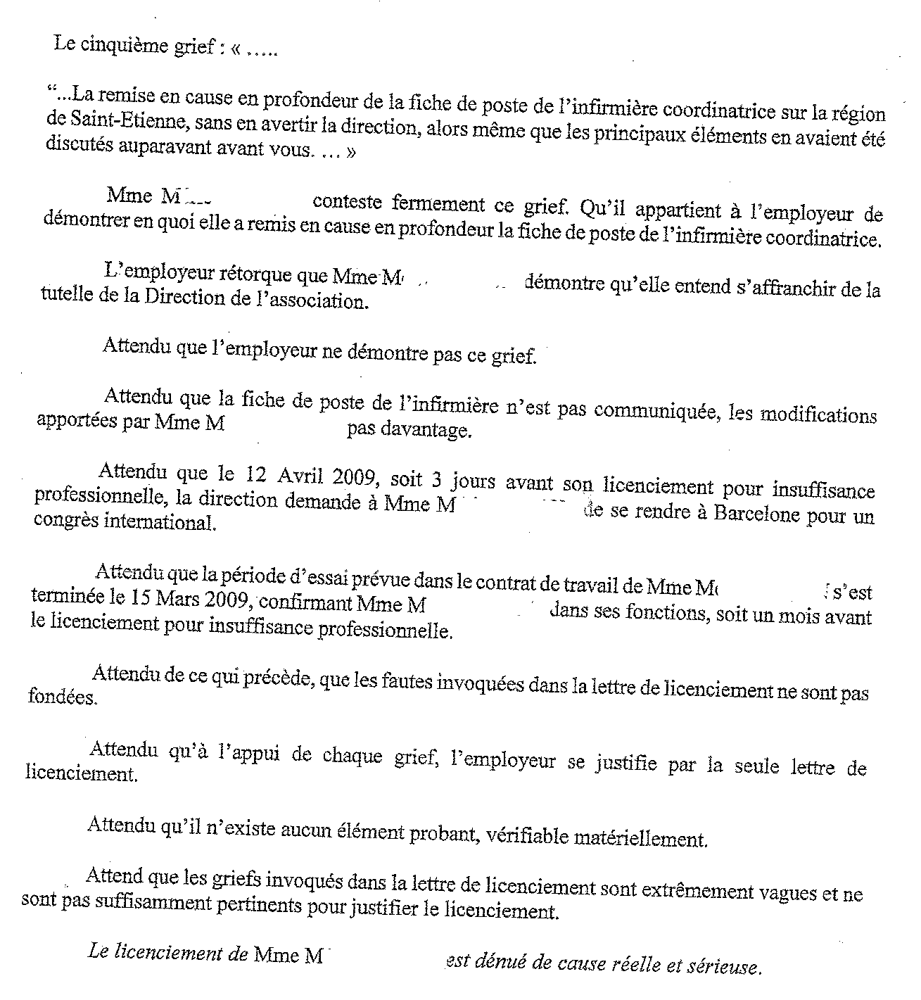 Le cinquième grief : « .....
“...La remise en cause en profondeur de la fiche de poste de l’infirmière coordinatrice sur la région
de Saint-Etienne, sans en avertir la direction, alors même que les principaux éléments en avaient été
discutés auparavant avant vous. ... »
Mme M conteste fermement ce grief. Qu’il appartient à l’employeur de
démontrer en quoi elle a remis en cause en profondeur la fiche de poste de l’infirmière coordinatrice.
L’employeur rétorque que Mme M démontre qu’elle entend s’affranchir de la
tutelle de la Direction de l’association.
Attendu que l’employeur ne démontre pas ce grief.
Attendu que la fiche de poste de l’infirmière n’est pas communiquée, les modifications
apportées par Mme M pas davantage.
Attendu que le 12 Avril 2009, soit 3 jours avant son licenciement pour insuffisance
professionnelle, la direction demande à Mme M de se rendre à Barcelone pour un
congrès international.
Attendu que la période d’essai prévue dans le contrat de travail de Mme M s’est
terminée le 15 Mars 2009, confirmant Mme M dans ses fonctions, soit un mois avant
le licenciement pour insuffisance professionnelle.
Attendu de ce qui précède, que les fautes invoquées dans la lettre de licenciement ne sont pas
fondées.
Attendu qu’à l’appui de chaque grief, l’employeur se justifie par la seule lettre de
licenciement.
Attendu qu’il n’existe aucun élément probant, vérifiable matériellement.
Attend que les griefs invoqués dans la lettre de licenciement sont extrêmement vagues et ne
sont pas suffisamment pertinents pour justifier le licenciement.
Le licenciement de Mme M est dénué de cause réelle et sérieuse.